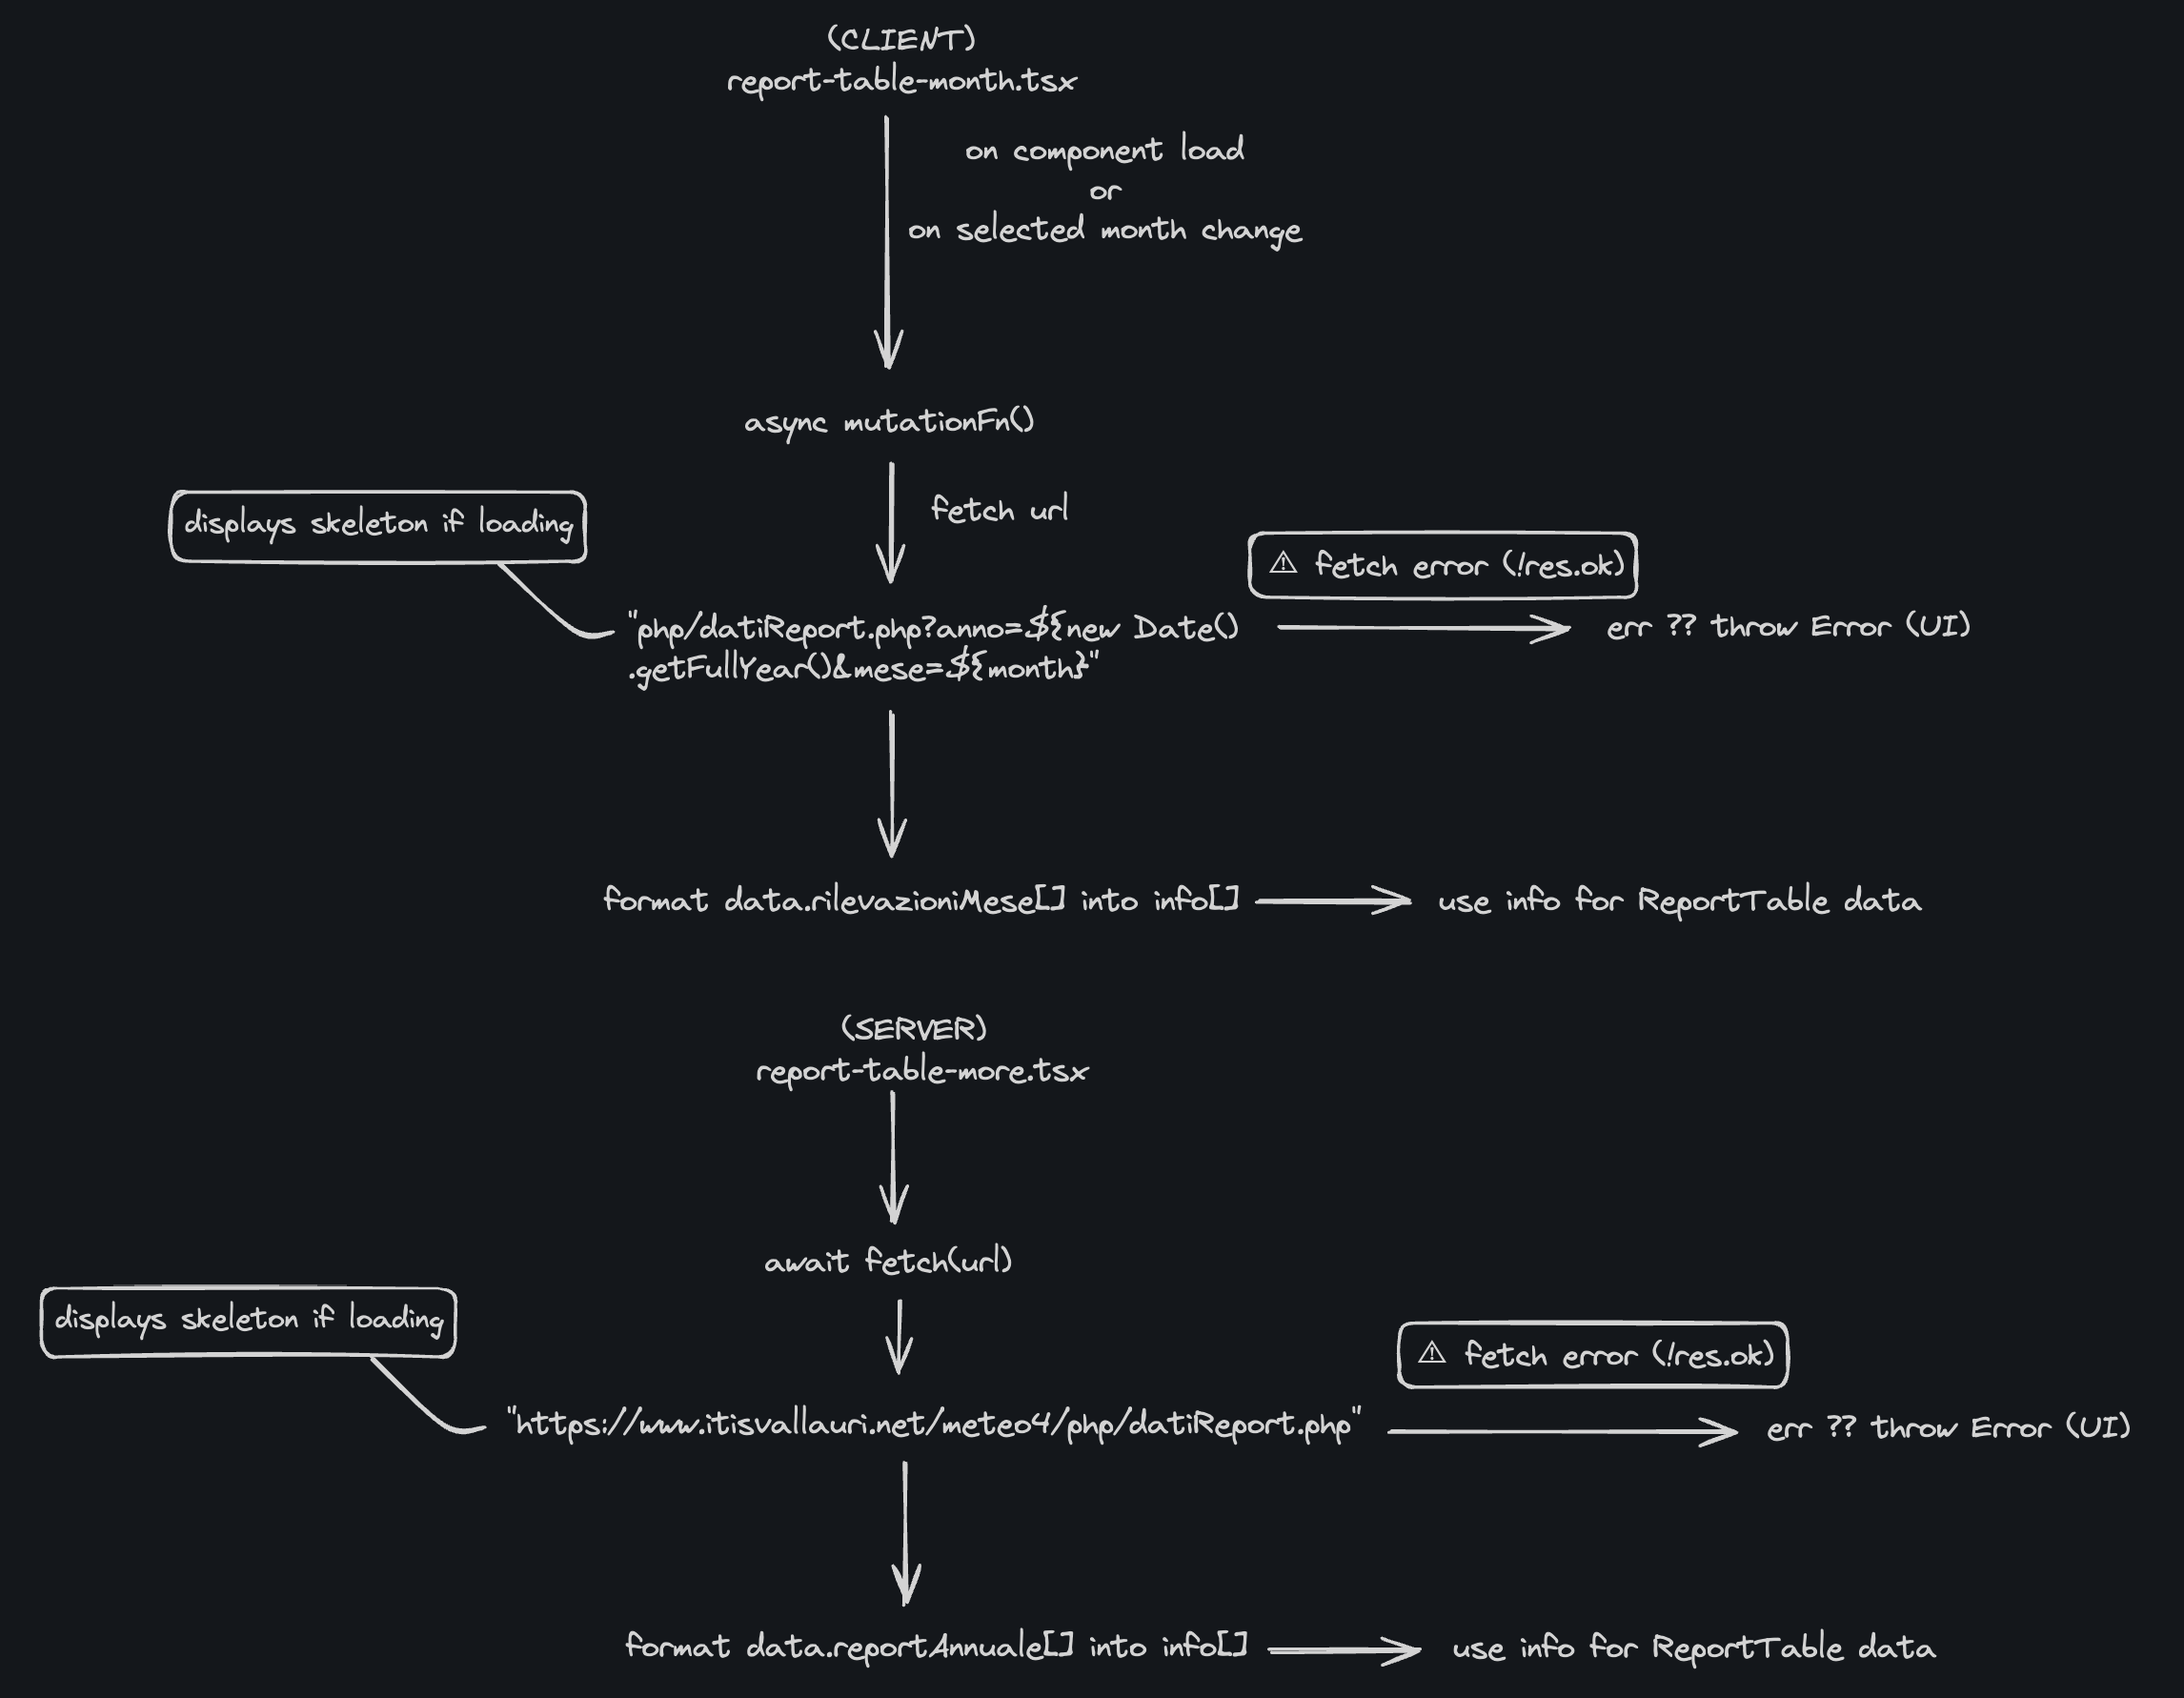 (CLIENT)
report-table-month.tsx
on component load
or
on selected month change
async mutationFn()
fetch url
displays skeleton if loading
⚠ fetch error (!res.ok)
"php/datiReport.php?anno=${new Date()
.getFullYear()&mese=${month}"
err ?? throw Error (UI)
format data.rilevazioniMese[] into info[]
use info for ReportTable data
(SERVER)
report-table-more.tsx
await fetch(url)
displays skeleton if loading
⚠ fetch error (!res.ok)
"https://www.itisvallauri.net/meteo4/php/datiReport.php"
err ?? throw Error (UI)
format data.reportAnnuale[] into info[]
use info for ReportTable data